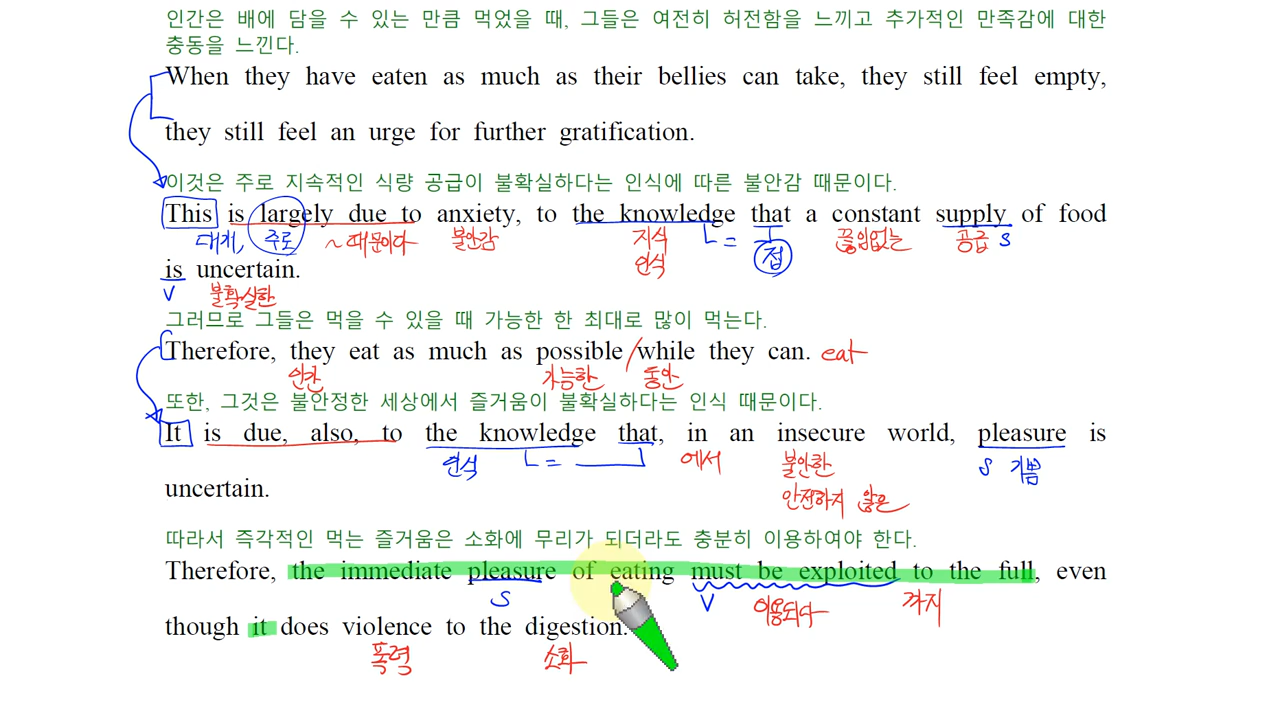 인간은 배에 담을 수 있는 만큼 먹었을 때, 그들은 여전히 허전함을 느끼고 추가적인 만족감에 대한
충동을 느낀다.
When they have eaten as much as their bellies can take, they still feel empty,
they still feel an urge for further gratification.
이것은 주로 지속적인 식량 공급이 불확실하다는 인식에 따른 불안감 때문이다.
This is largely due to anxiety, to the knowledge that a constant supply of food
대게, 주로 ~때문이다 불안감 지식 = 접 끊임없는 공급 S
인식
is uncertain.
V 불확실한
그러므로 그들은 먹을 수 있을 때 가능한 한 최대로 많이 먹는다.
Therefore, they eat as much as possible / while they can. eat
인간 가능한 동안
또한, 그것은 불안정한 세상에서 즐거움이 불확실하다는 인식 때문이다.
It is due, also, to the knowledge that, in an insecure world, pleasure is
인식 = 에서 불안한 S 기쁨
uncertain.
안전하지 않은
따라서 즉각적인 먹는 즐거움은 소화에 무리가 되더라도 충분히 이용하여야 한다.
Therefore, the immediate pleasure of eating must be exploited to the full, even
S V 이용되다 까지
though it does violence to the digestion.
폭력 소화